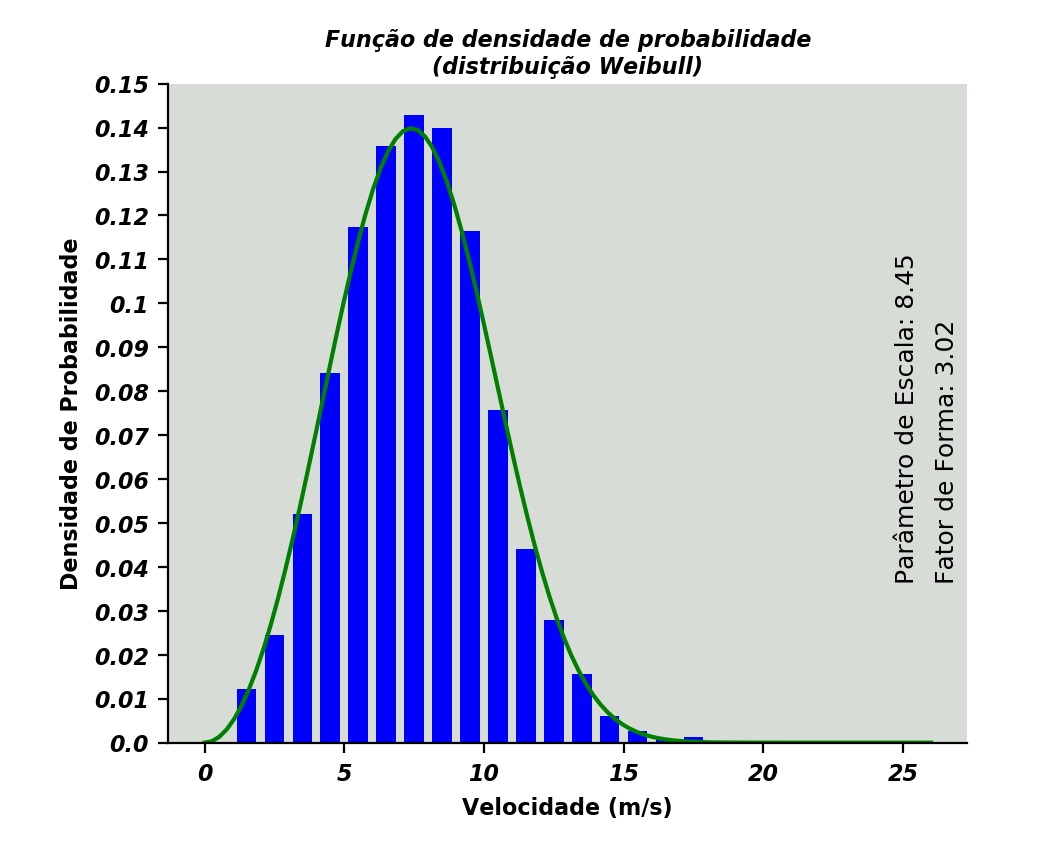 Função de densidade de probabilidade
(distribuição Weibull)
0.15
0.14
0.13
0.12
0.11
0.1
0.09
0.08
0.07
0.06
0.05
0.04
0.03
0.02
0.01
0.0
Densidade de Probabilidade
Parâmetro de Escala: 8.45
Fator de Forma: 3.02
0 5 10 15 20 25
Velocidade (m/s)